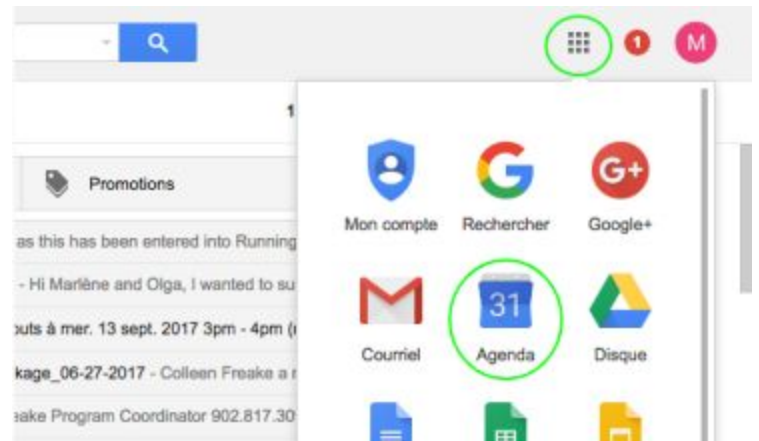 1 M
1
Promotions
as this has been entered into Running
- Hi Marlène and Olga, I wanted to su
outs à mer. 13 sept. 2017 3pm - 4pm (
kage_06-27-2017 - Colleen Freake a r
eake Program Coordinator 902.817.30
G+
Mon compte Rechercher Google+
31
Courriel Agenda Disque